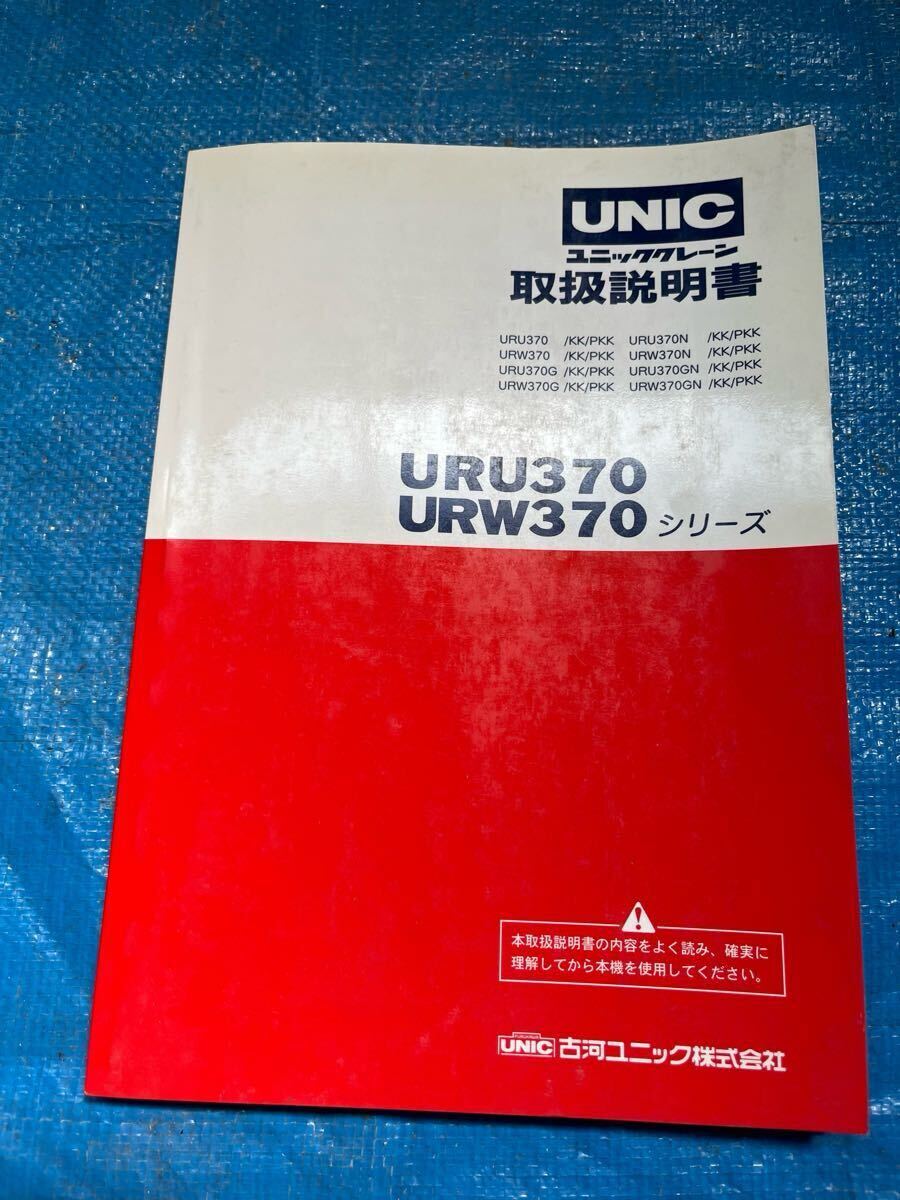 UNIC
ユニッククレーン
取扱説明書
URU370 /KK/PKK URU370N /KK/PKK
URW370 /KK/PKK URW370N /KK/PKK
URU370G /KK/PKK URU370GN /KK/PKK
URW370G /KK/PKK URW370GN /KK/PKK
URU370
URW370 シリーズ
本取扱説明書の内容をよく読み、確実に
理解してから本機を使用してください。
UNIC 古河ユニック株式会社